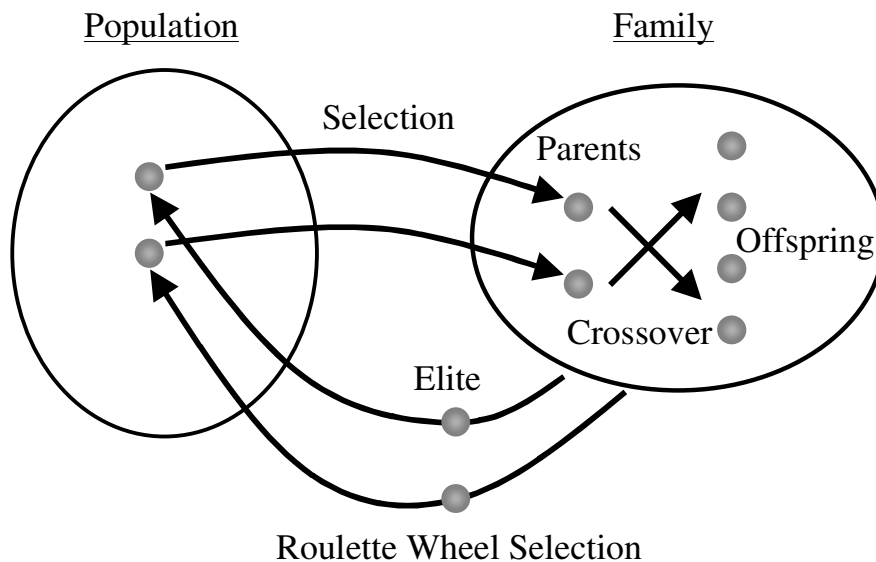 Population
Family
Selection
Parents
Offspring
Crossover
Elite
Roulette Wheel Selection